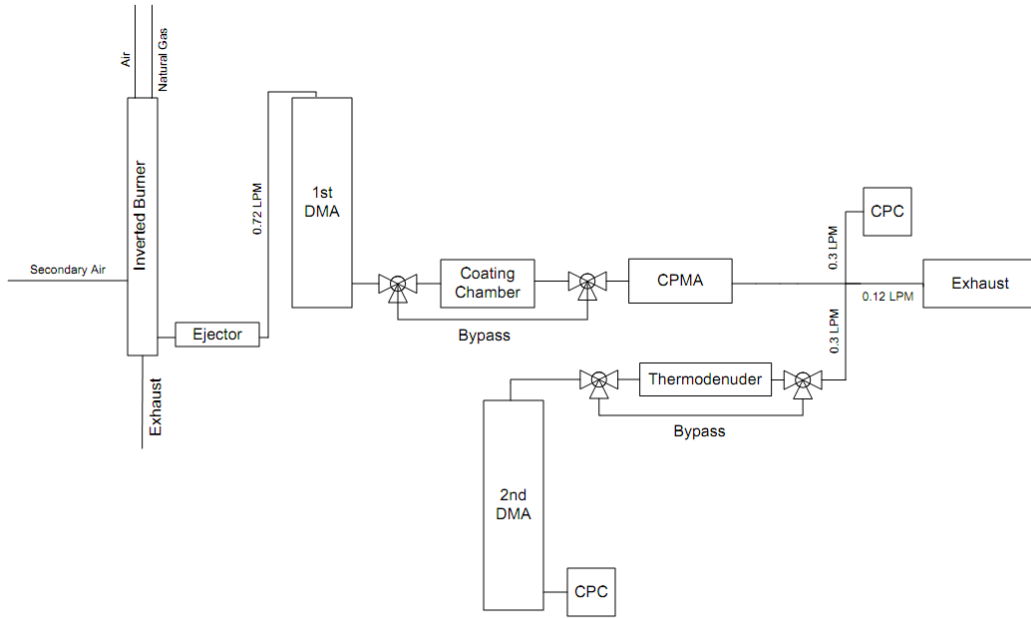 Air
Natural Gas
Inverted Burner
Secondary Air
Exhaust
Ejector
0.72 LPM
1st
DMA
Coating
Chamber
Bypass
CPMA
CPC
0.3 LPM
0.12 LPM
Exhaust
0.3 LPM
Thermodenuder
Bypass
2nd
DMA
CPC